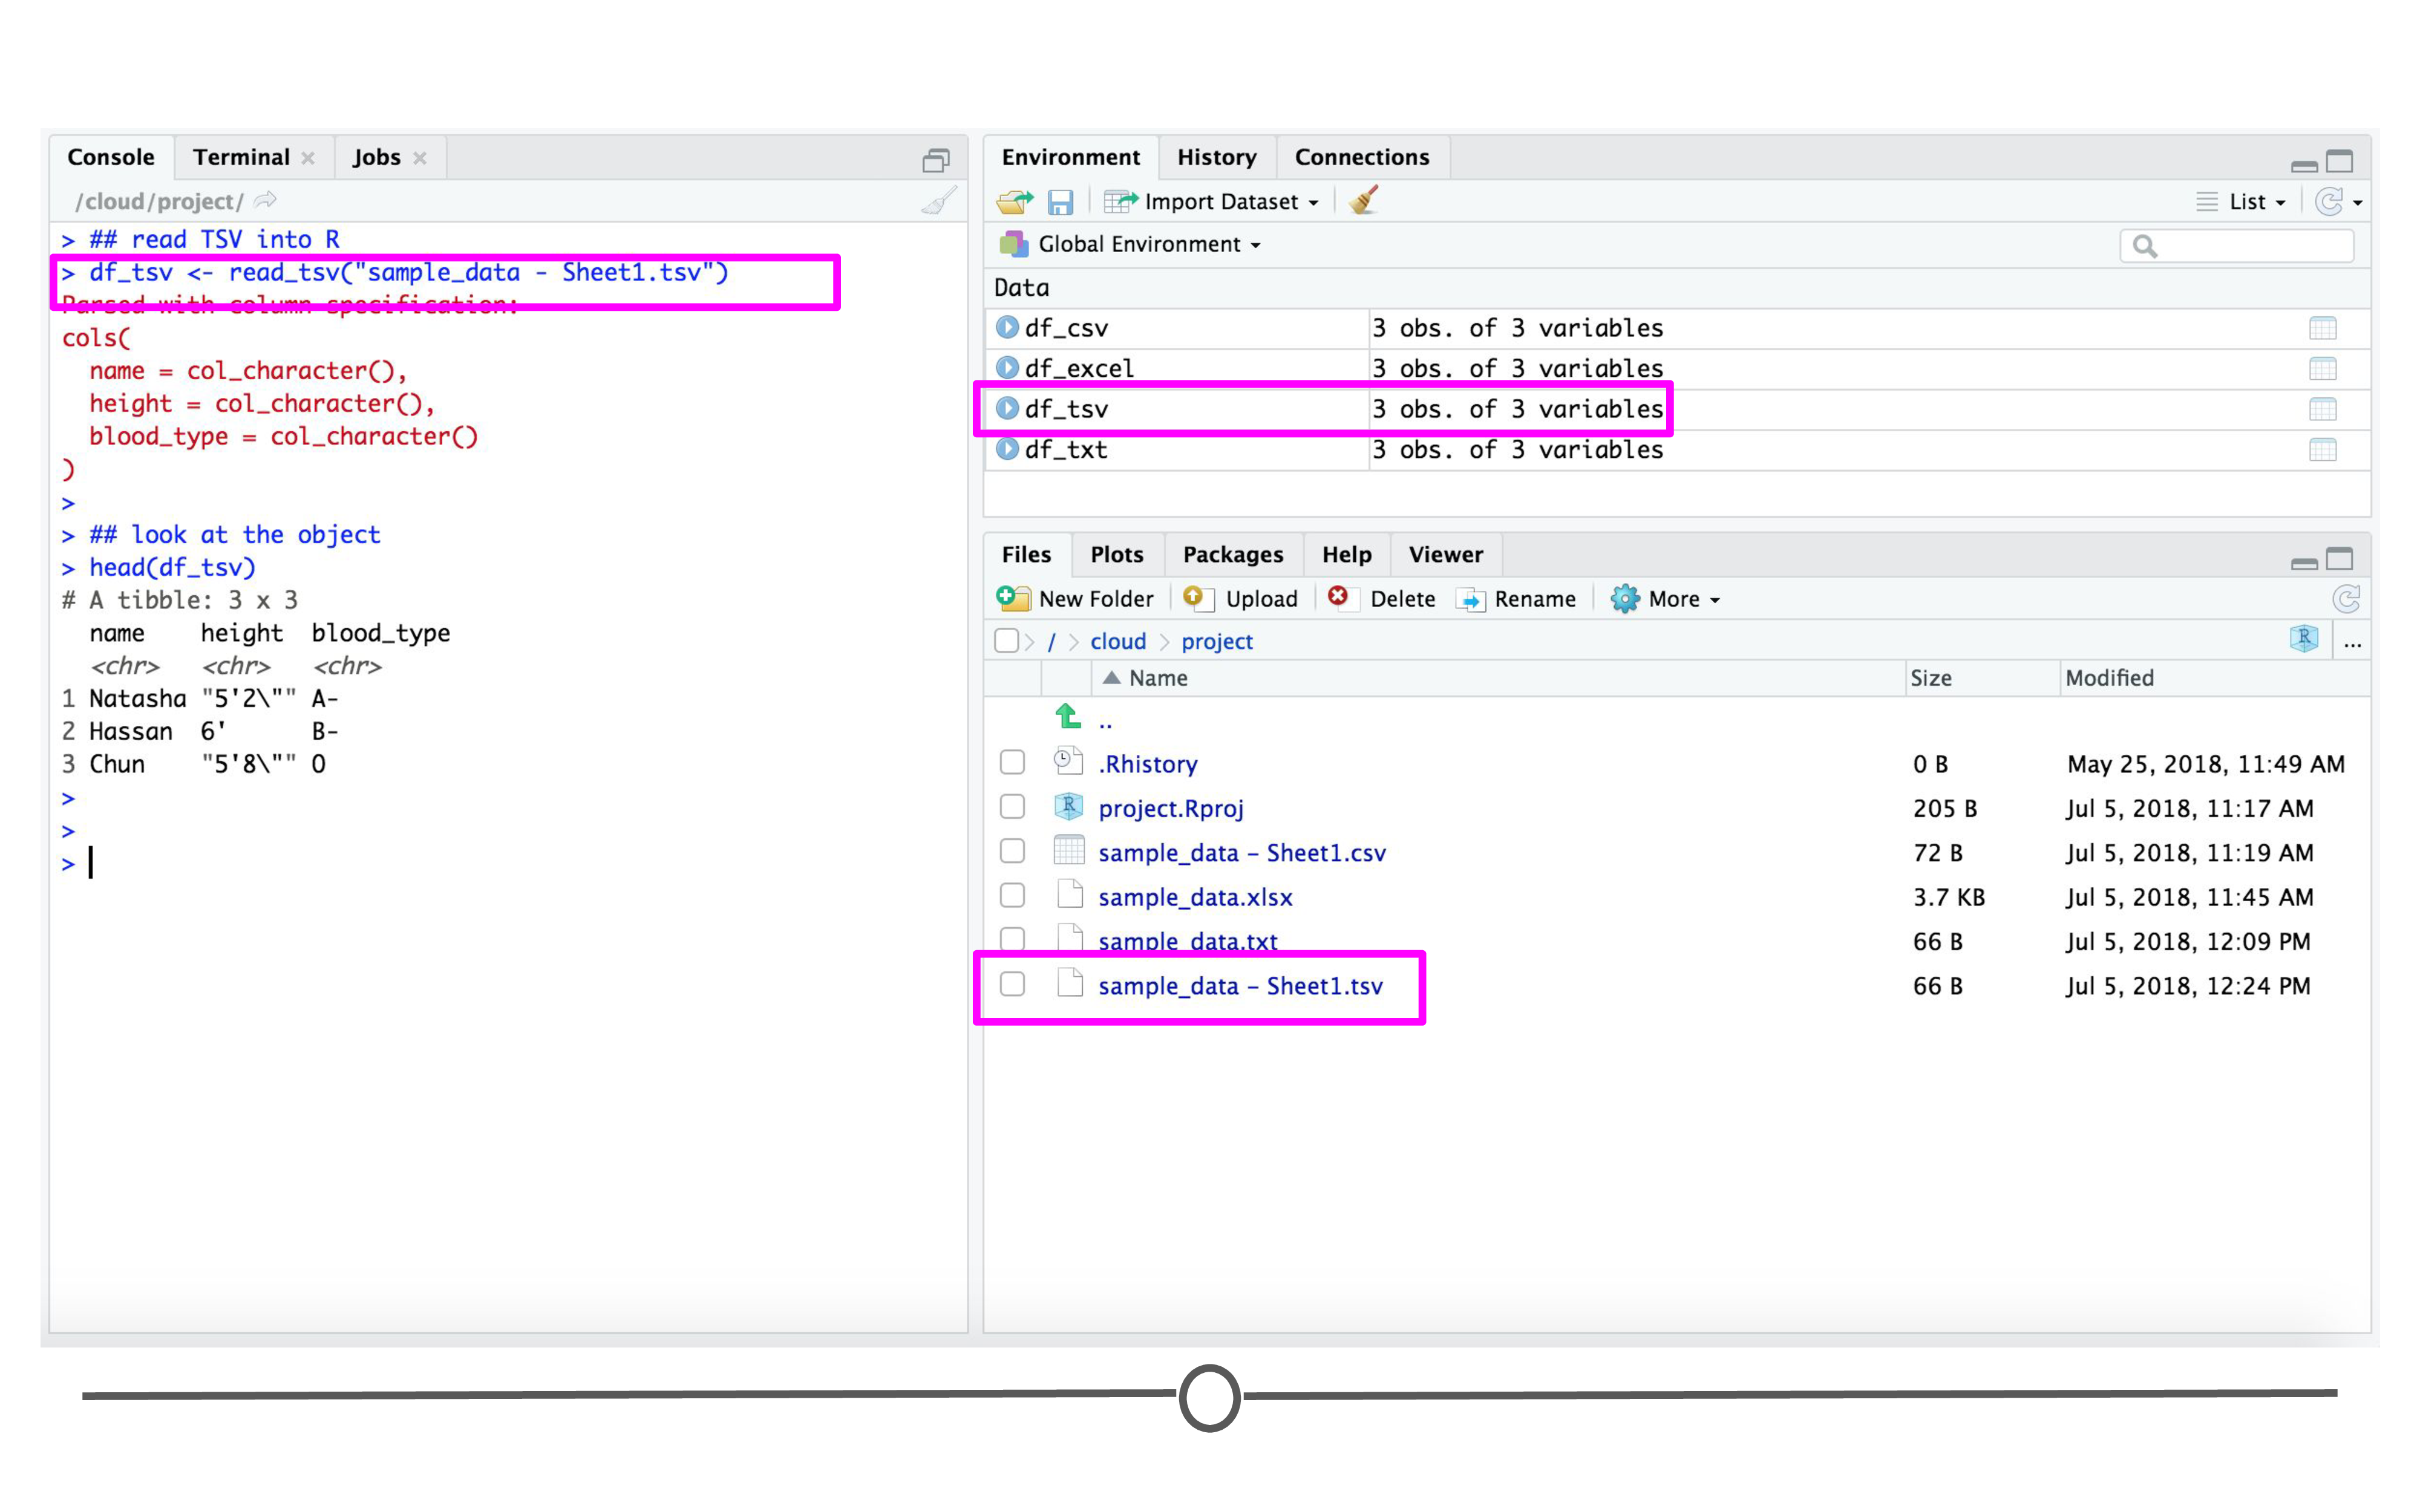 Console Terminal Jobs
/cloud/project/
> ## read TSV into R
> df_tsv <- read_tsv("sample_data - Sheet1.tsv")
Parsed with column specification:
cols(
  name = col_character(),
  height = col_character(),
  blood_type = col_character()
)
>
> ## look at the object
> head(df_tsv)
# A tibble: 3 x 3
  name    height  blood_type
  <chr>   <chr>   <chr>
1 Natasha "5'2\"" A-
2 Hassan  6'      B-
3 Chun    "5'8\"" O
>
>
>
Environment History Connections
Import Dataset List
Global Environment
Data
df_csv 3 obs. of 3 variables
df_excel 3 obs. of 3 variables
df_tsv 3 obs. of 3 variables
df_txt 3 obs. of 3 variables
Files Plots Packages Help Viewer
New Folder Upload Delete Rename More
/ > cloud > project R ...
Name Size Modified
..
.Rhistory 0 B May 25, 2018, 11:49 AM
project.Rproj 205 B Jul 5, 2018, 11:17 AM
sample_data – Sheet1.csv 72 B Jul 5, 2018, 11:19 AM
sample_data.xlsx 3.7 KB Jul 5, 2018, 11:45 AM
sample_data.txt 66 B Jul 5, 2018, 12:09 PM
sample_data – Sheet1.tsv 66 B Jul 5, 2018, 12:24 PM